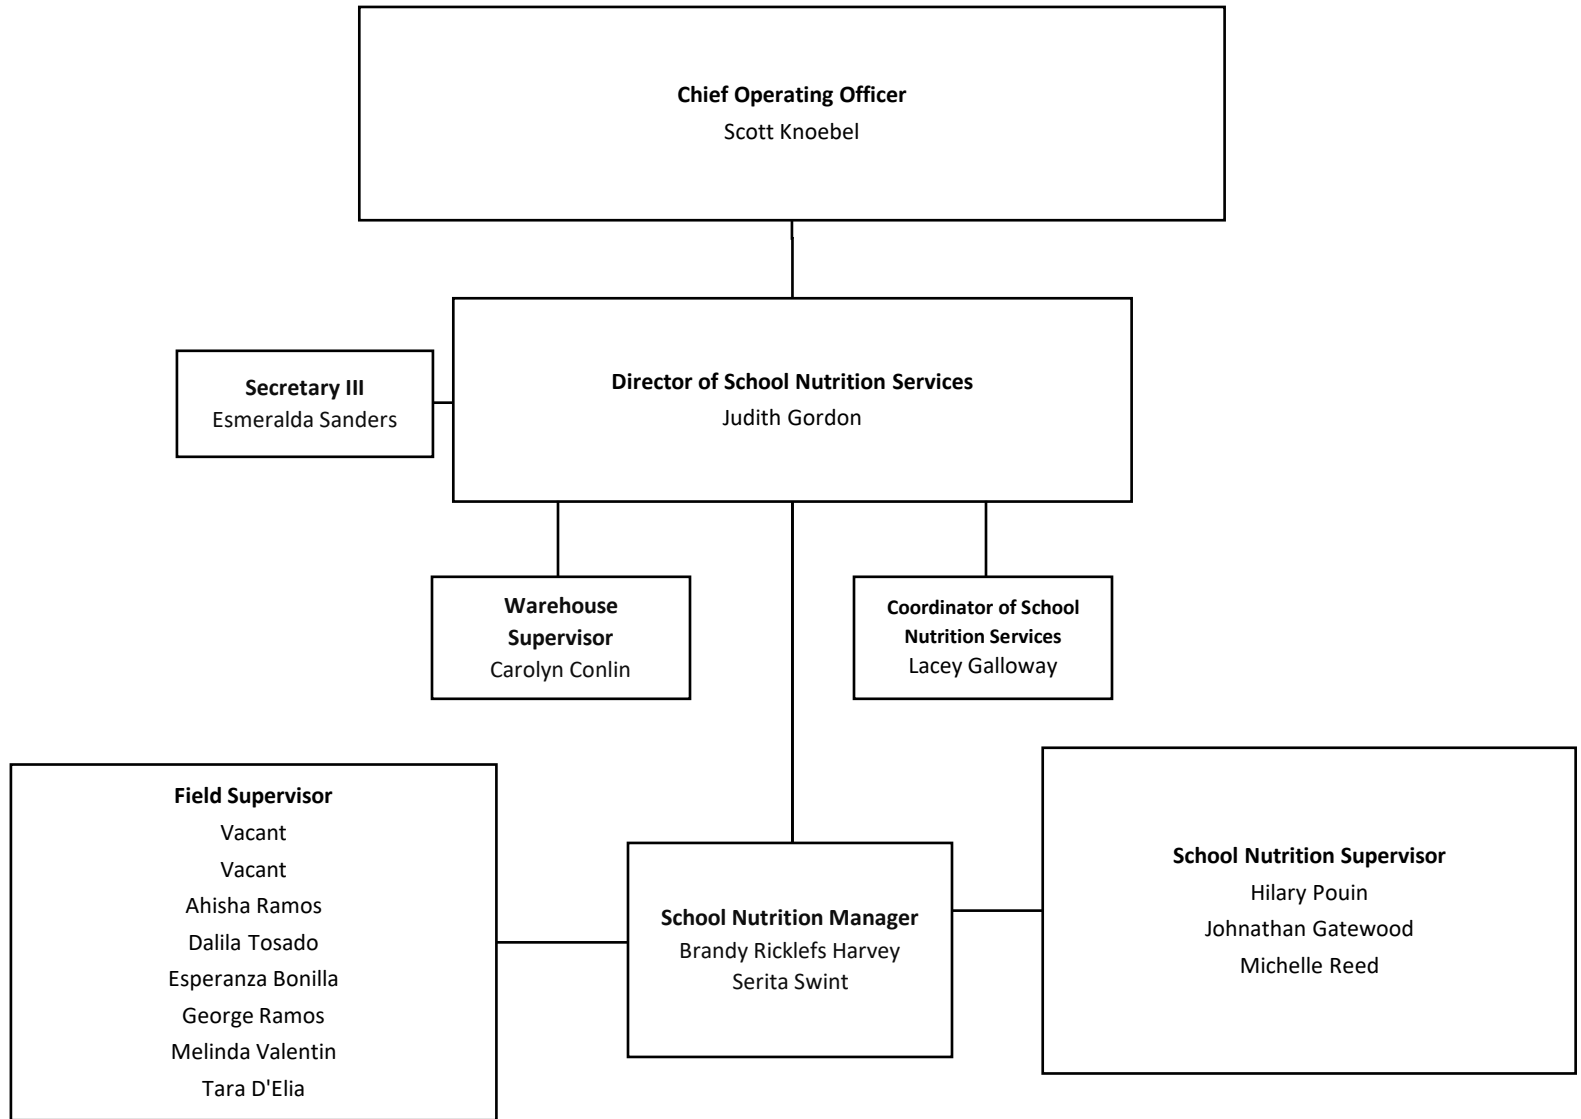 Chief Operating Officer
Scott Knoebel
Secretary III
Esmeralda Sanders
Director of School Nutrition Services
Judith Gordon
Warehouse
Supervisor
Carolyn Conlin
Coordinator of School
Nutrition Services
Lacey Galloway
Field Supervisor
Vacant
Vacant
Ahisha Ramos
Dalila Tosado
Esperanza Bonilla
George Ramos
Melinda Valentin
Tara D'Elia
School Nutrition Manager
Brandy Ricklefs Harvey
Serita Swint
School Nutrition Supervisor
Hilary Pouin
Johnathan Gatewood
Michelle Reed